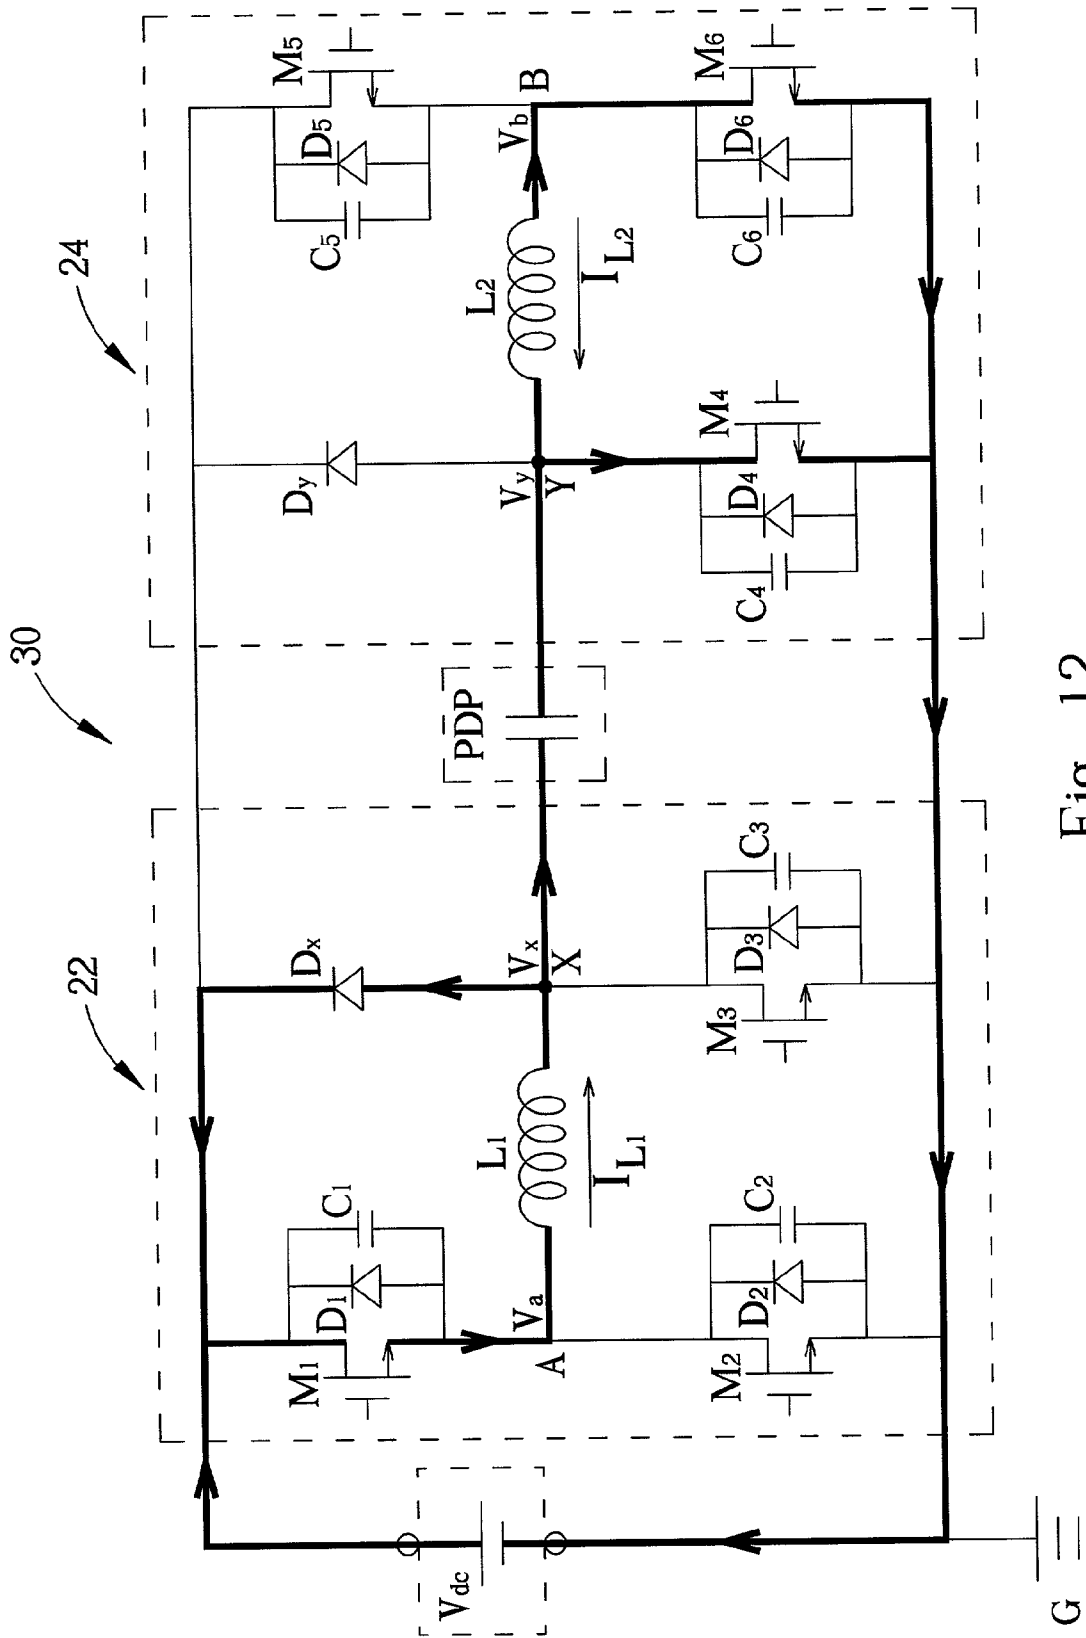 30
22
24
Vdc
M1
D1
C1
Va
A
L1
IL1
M2
D2
C2
Dx
Vx
X
M3
D3
C3
PDP
Dy
Vy
Y
C4
D4
M4
L2
IL2
C5
D5
M5
Vb
B
C6
D6
M6
G
Fig. 12